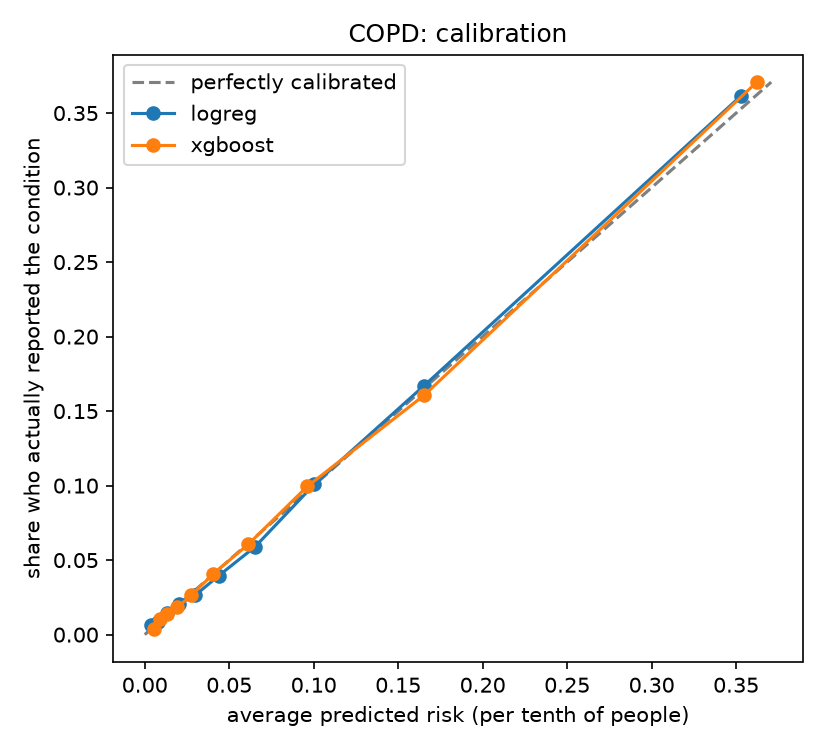 COPD: calibration
perfectly calibrated
logreg
xgboost
share who actually reported the condition
0.35
0.30
0.25
0.20
0.15
0.10
0.05
0.00
0.00 0.05 0.10 0.15 0.20 0.25 0.30 0.35
average predicted risk (per tenth of people)